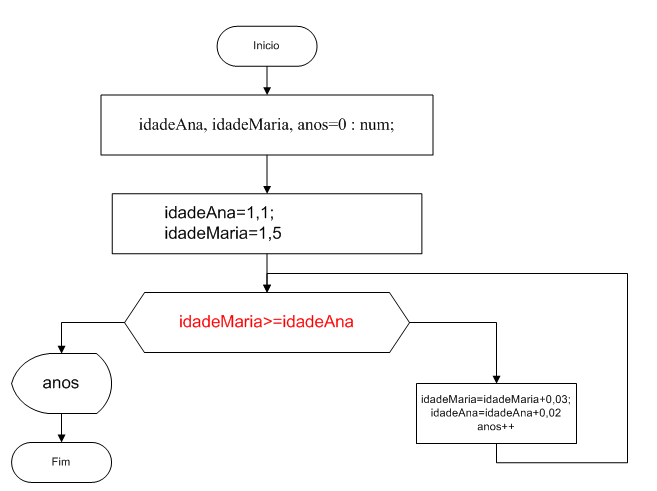 Inicio
idadeAna, idadeMaria, anos=0 : num;
idadeAna=1,1;
idadeMaria=1,5
idadeMaria>=idadeAna
anos
idadeMaria=idadeMaria+0,03;
idadeAna=idadeAna+0,02
anos++
Fim